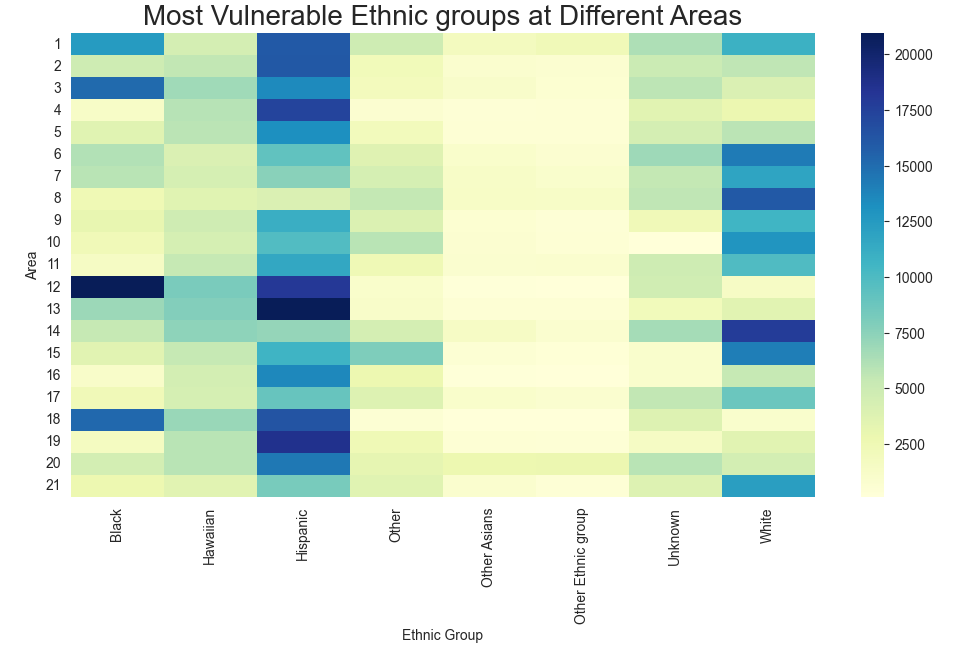 Most Vulnerable Ethnic groups at Different Areas
Area
1
2
3
4
5
6
7
8
9
10
11
12
13
14
15
16
17
18
19
20
21
Black
Hawaiian
Hispanic
Other
Other Asians
Other Ethnic group
Unknown
White
Ethnic Group
20000
17500
15000
12500
10000
7500
5000
2500